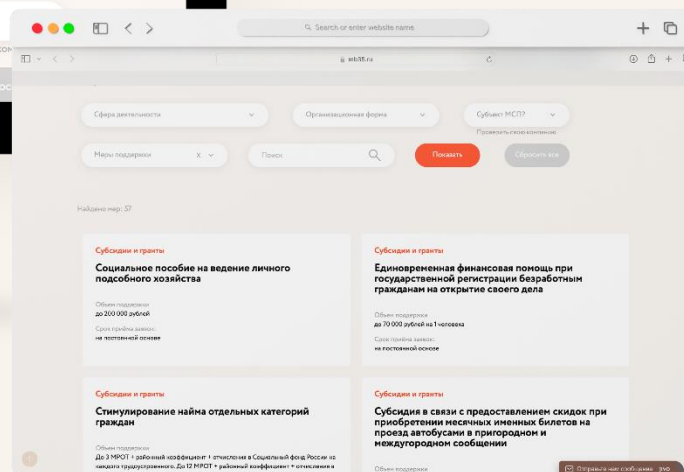 Search or enter website name
mb35.ru
Сфера деятельности
Организационная форма
Субъект МСП?
Проверить свою компанию
Меры поддержки
Поиск
Показать
Сбросить все
Найдено мер: 57
Субсидии и гранты
Социальное пособие на ведение личного
подсобного хозяйства
Объем поддержки
до 200 000 рублей
Срок приёма заявок:
на постоянной основе
Субсидии и гранты
Единовременная финансовая помощь при
государственной регистрации безработным
гражданам на открытие своего дела
Объем поддержки
до 70 000 рублей на 1 человека
Срок приёма заявок:
на постоянной основе
Субсидии и гранты
Стимулирование найма отдельных категорий
граждан
Объем поддержки
До 3 МРОТ + районный коэффициент + отчисления в Социальный фонд России на
каждого трудоустроенного. До 12 МРОТ + районный коэффициент + отчисления в
Субсидии и гранты
Субсидия в связи с предоставлением скидок при
приобретении месячных именных билетов на
проезд автобусами в пригородном и
междугородном сообщении
Объем поддержки
Отправьте нам сообщение